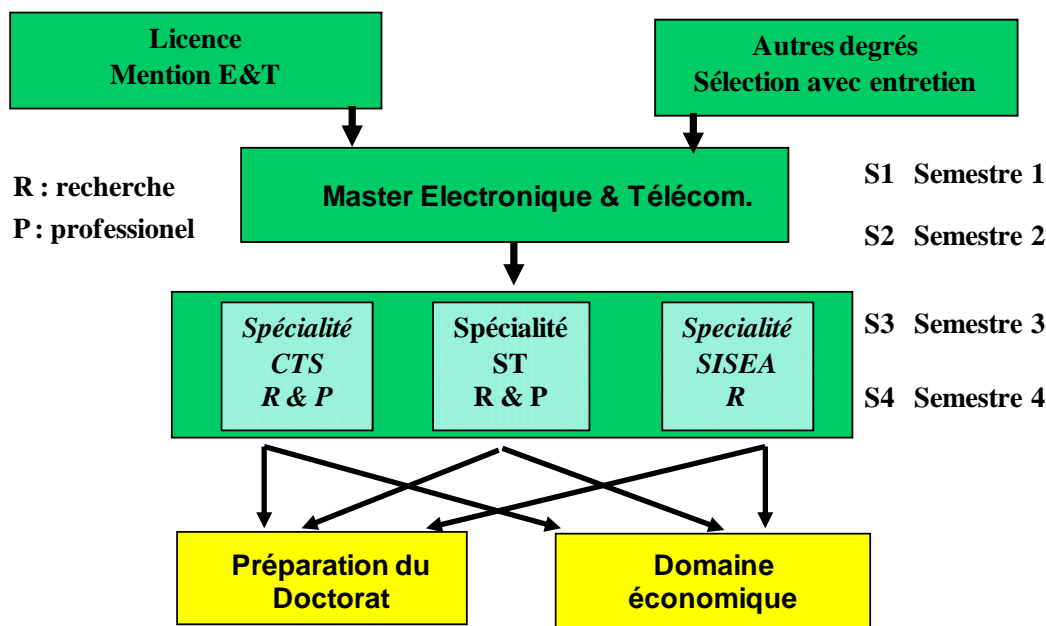 Licence
Mention E&T
Autres degrés
Sélection avec entretien
R : recherche
P : professionel
Master Electronique & Télécom.
S1 Semestre 1
S2 Semestre 2
Spécialité
CTS
R & P
Spécialité
ST
R & P
Specialité
SISEA
R
S3 Semestre 3
S4 Semestre 4
Préparation du
Doctorat
Domaine
économique